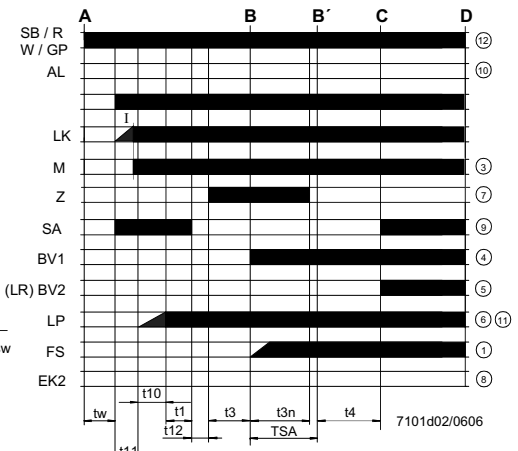 A B B´ C D
SB / R
W / GP 12
AL 10
I
LK
M 3
Z 7
SA 9
BV1 4
(LR) BV2 5
LP 6 11
FS 1
EK2 8
t10
tw t1 t3 t3n t4
7101d02/0606
t12 TSA
t11